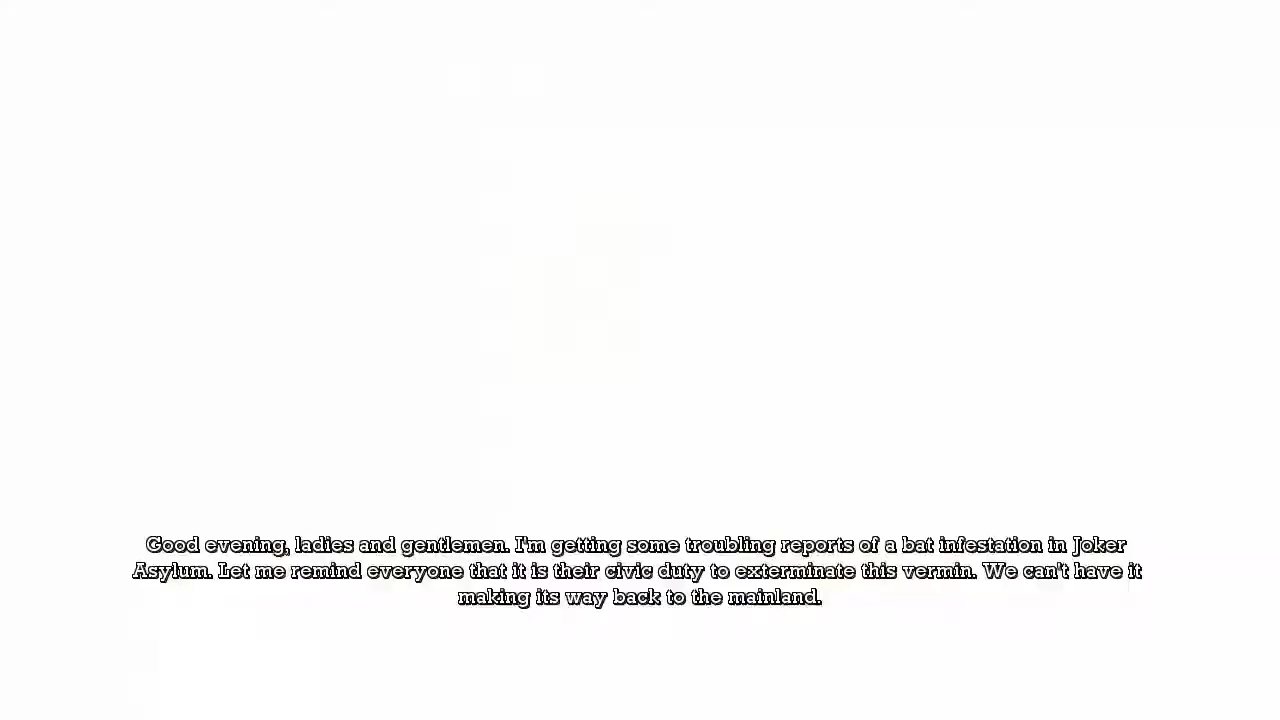 Good evening, ladies and gentlemen. I'm getting some troubling reports of a bat infestation in Joker
Asylum. Let me remind everyone that it is their civic duty to exterminate this vermin. We can't have it
making its way back to the mainland.